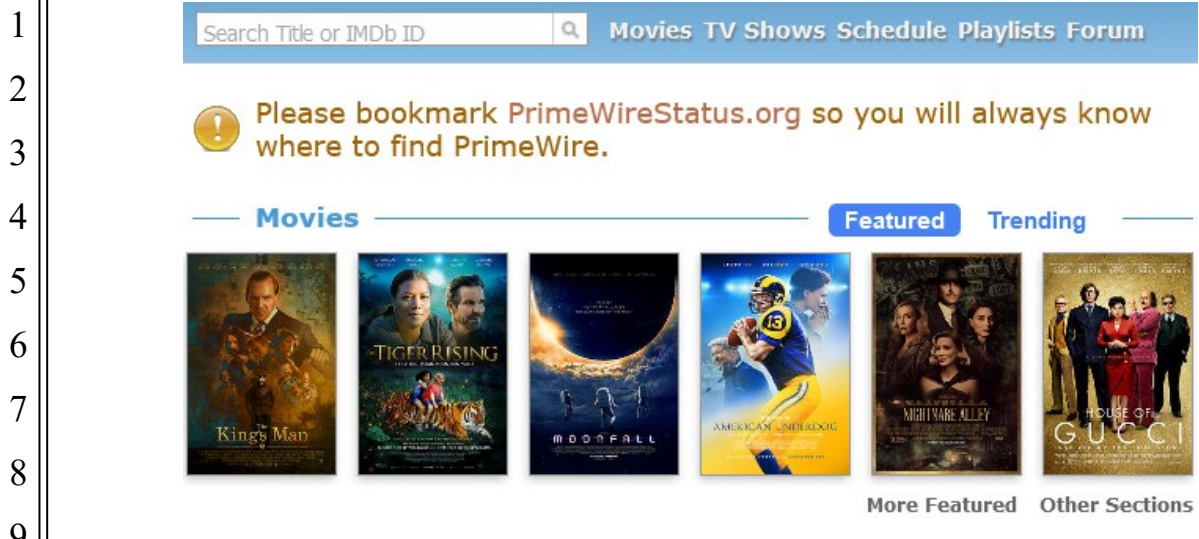 1
Search Title or IMDb ID
Movies TV Shows Schedule Playlists Forum
2
Please bookmark PrimeWireStatus.org so you will always know
3
where to find PrimeWire.
4
Movies
Featured
Trending
5
6
7
8
9
The King's Man
The TIGER RISING
MOONFALL
AMERICAN UNDERDOG
NIGHTMARE ALLEY
HOUSE OF
GUCCI
13
More Featured
Other Sections